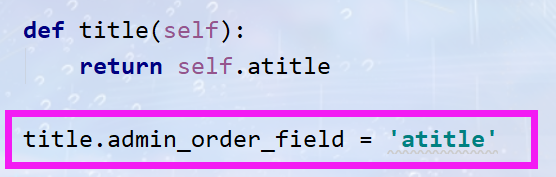 def title(self):
    return self.atitle
title.admin_order_field = 'atitle'